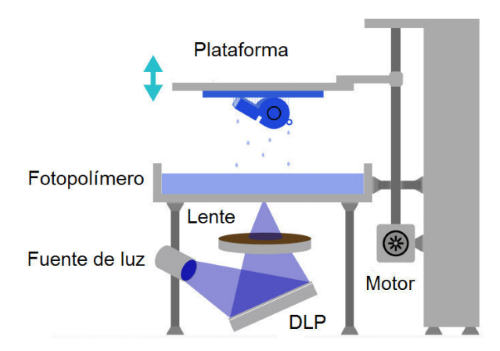 Plataforma
Fotopolímero
Lente
Fuente de luz
Motor
DLP